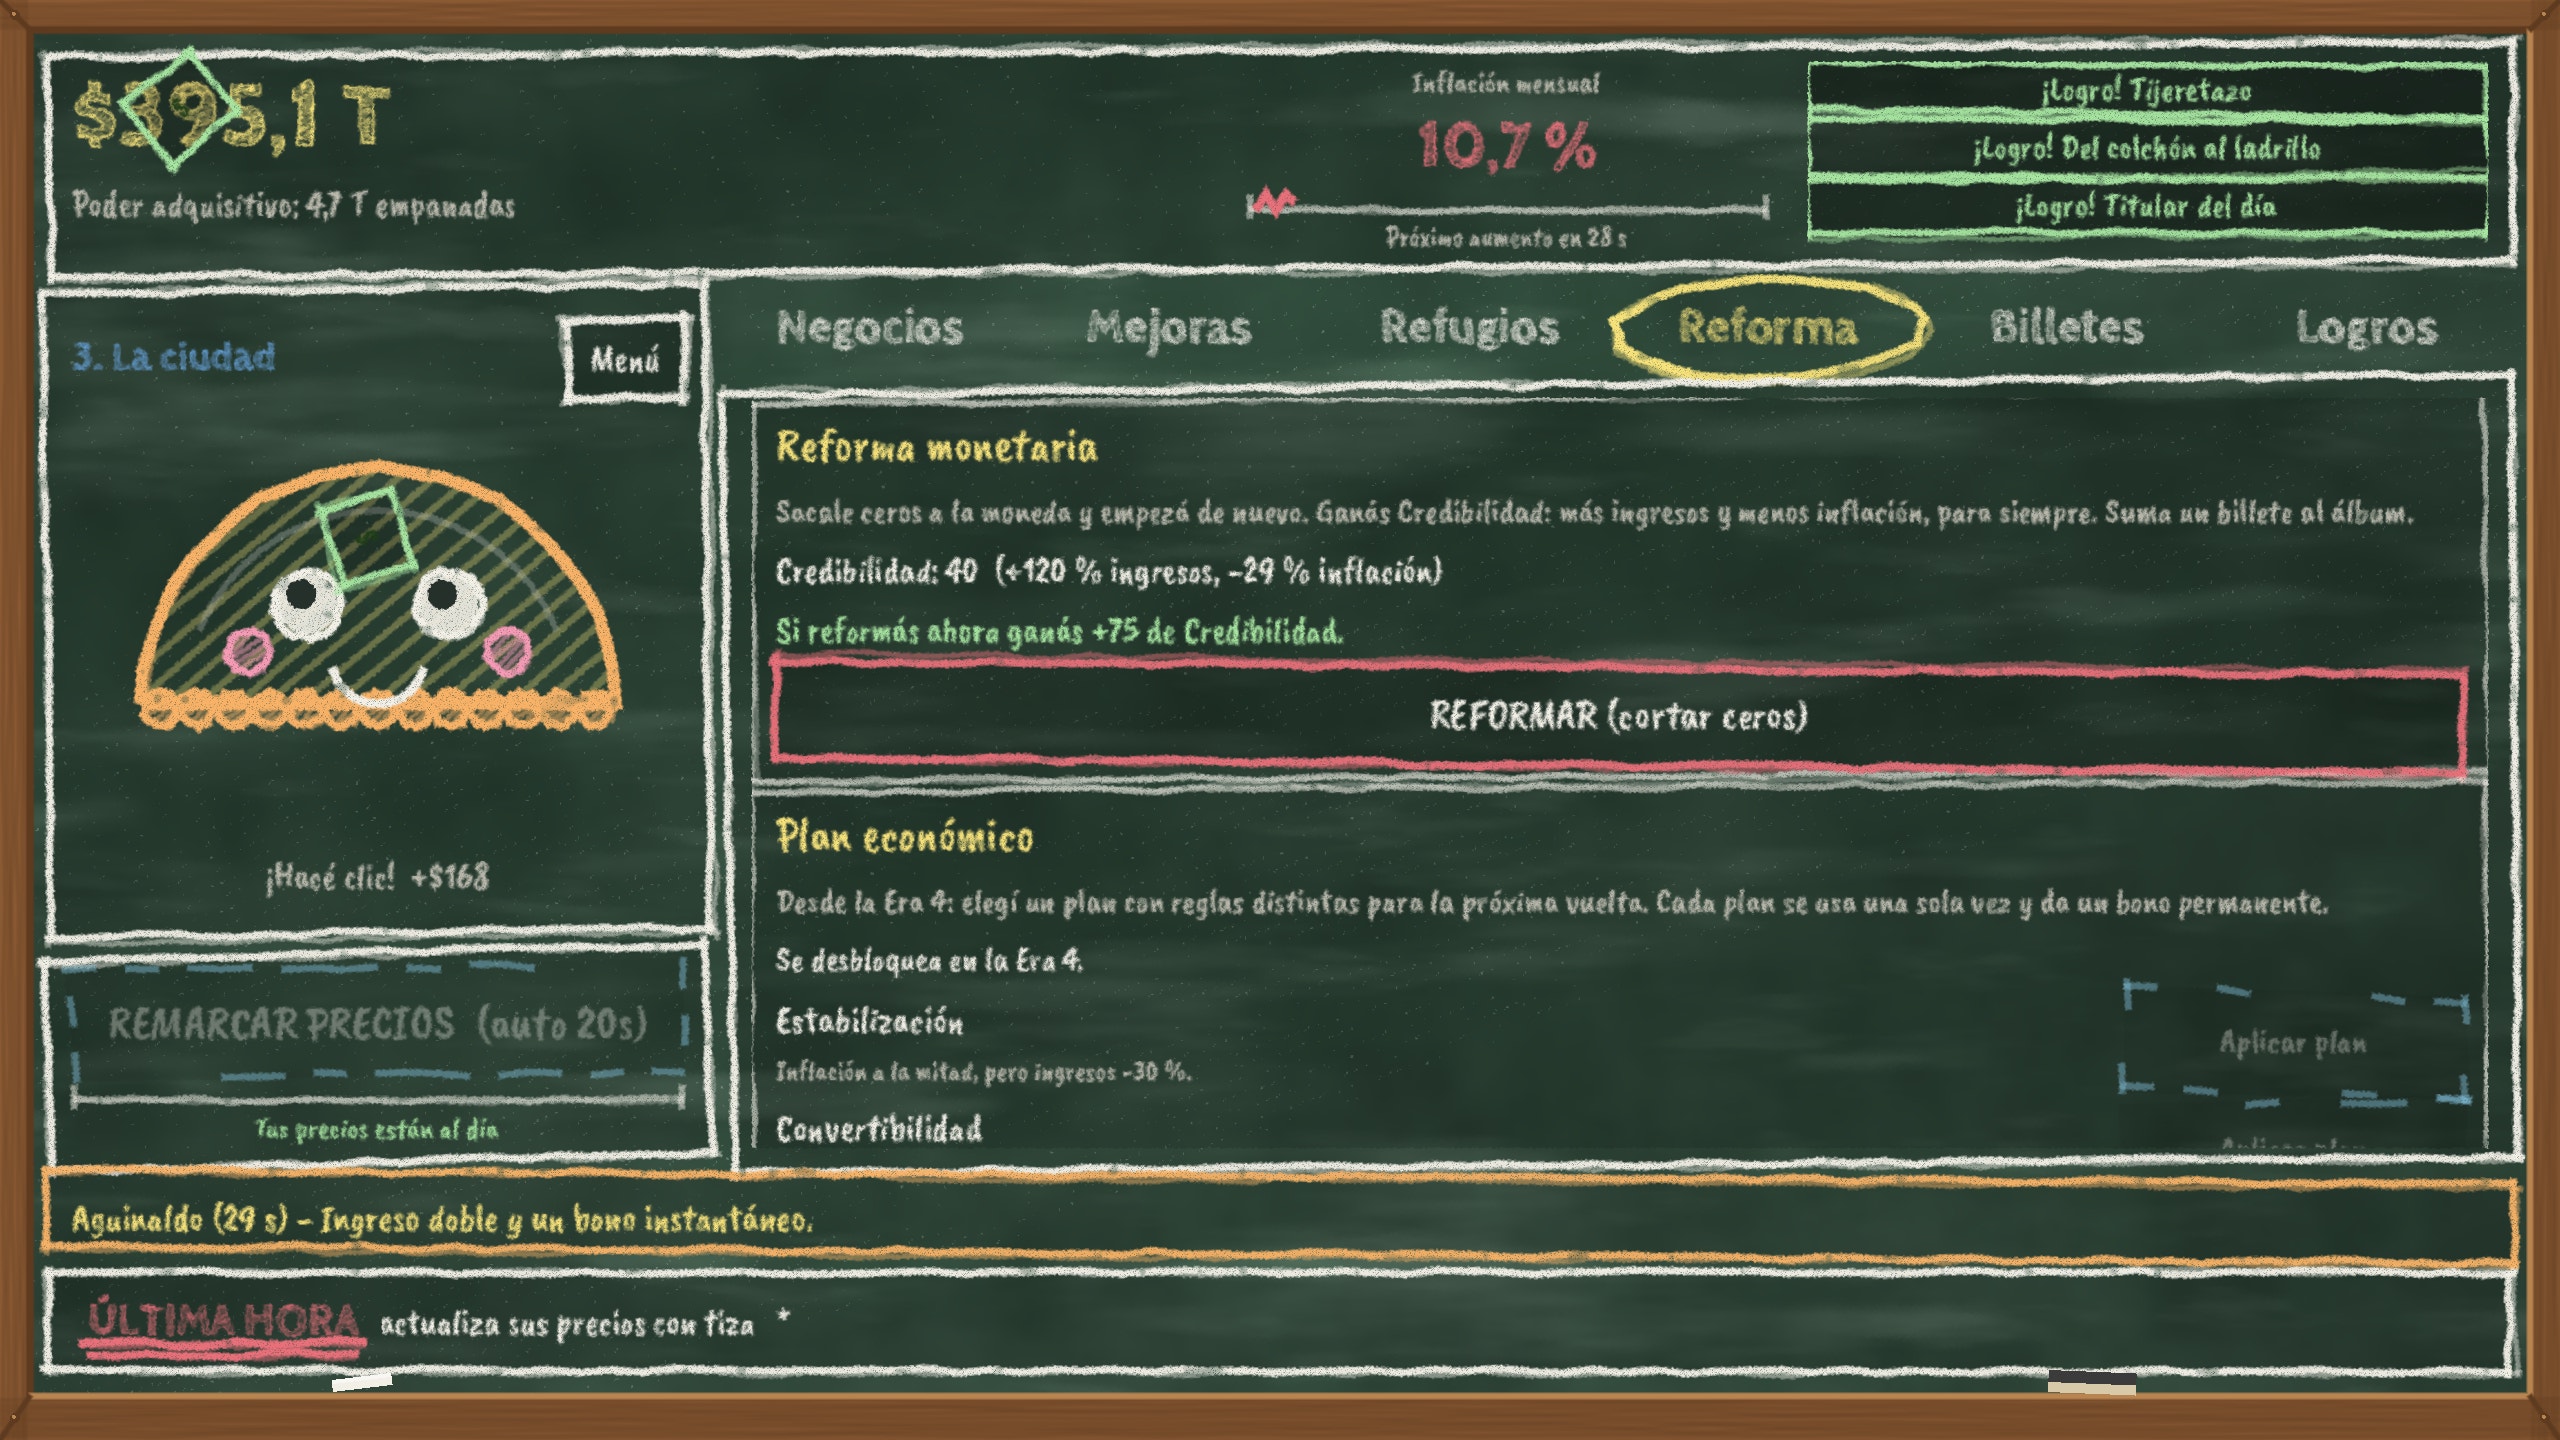 $395,1 T
Poder adquisitivo: 4,7 T empanadas
Inflación mensual
10,7 %
Próximo aumento en 28 s
¡Logro! Tijeretazo
¡Logro! Del colchón al ladrillo
¡Logro! Titular del día
3. La ciudad
Menú
¡Hacé clic! +$168
REMARCAR PRECIOS (auto 20s)
Tus precios están al día
Negocios
Mejoras
Refugios
Reforma
Billetes
Logros
Reforma monetaria
Sacale ceros a la moneda y empezá de nuevo. Ganás Credibilidad: más ingresos y menos inflación, para siempre. Suma un billete al álbum.
Credibilidad: 40 (+120 % ingresos, -29 % inflación)
Si reformás ahora ganás +75 de Credibilidad.
REFORMAR (cortar ceros)
Plan económico
Desde la Era 4: elegí un plan con reglas distintas para la próxima vuelta. Cada plan se usa una sola vez y da un bono permanente.
Se desbloquea en la Era 4.
Estabilización
Inflación a la mitad, pero ingresos -30 %.
Aplicar plan
Convertibilidad
Aguinaldo (29 s) - Ingreso doble y un bono instantáneo.
ÚLTIMA HORA actualiza sus precios con tiza *